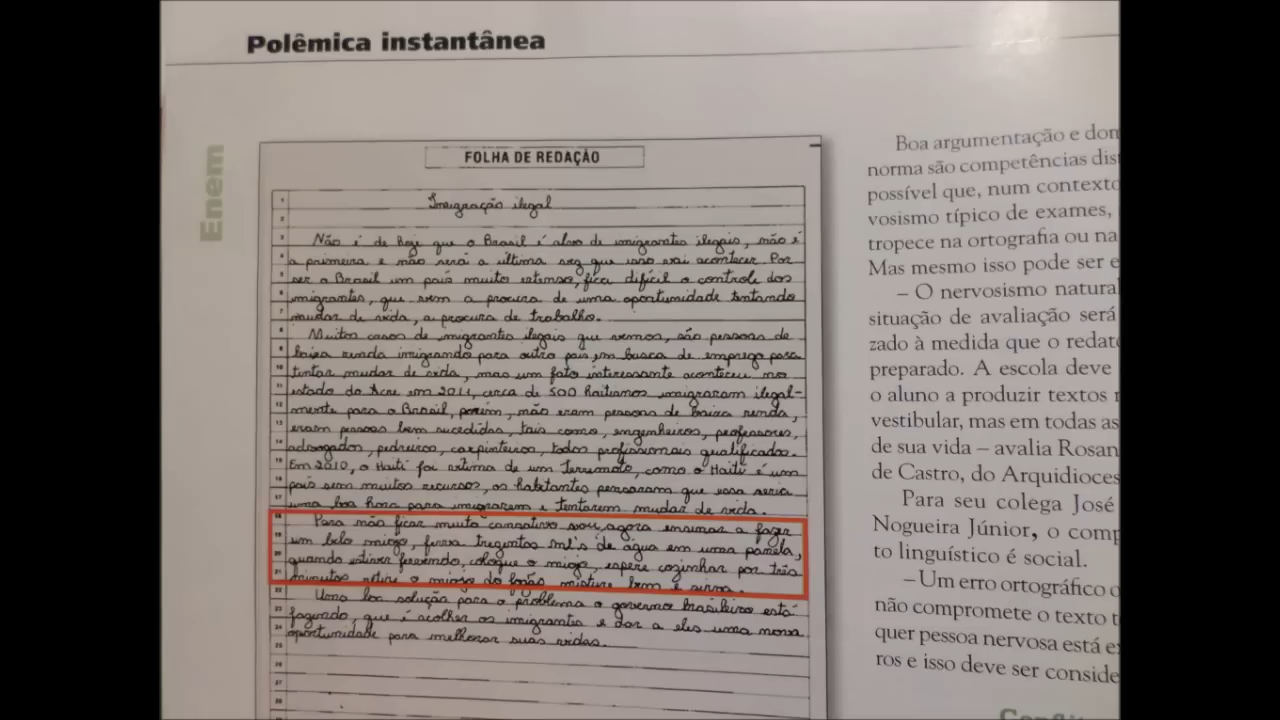 Polêmica instantânea
Enem
FOLHA DE REDAÇÃO
Imigração ilegal
Não é de hoje que o Brasil é alvo de imigrantes ilegais, não é
a primeira e não será a última vez que isso vai acontecer. Por
ser o Brasil um país muito extenso, fica difícil o controle dos
imigrantes, que vem a procura de uma oportunidade tentando
mudar de vida, a procura de trabalho.
Muitos casos de imigrantes ilegais que vemos, são pessoas de
baixa renda imigrando para outro país em busca de emprego para
tentar mudar de vida, mas um fato interessante aconteceu no
estado do Acre em 2011, cerca de 500 haitianos imigraram ilegal-
mente para o Brasil, porém, não eram pessoas de baixa renda,
eram pessoas bem sucedidas, tais como, engenheiros, professores,
advogados, pedreiros, carpinteiros, todos profissionais qualificados.
Em 2010, o Haiti foi vítima de um terremoto, como o Haiti é um
país sem muitos recursos, os habitantes pensaram que essa seria
uma boa hora para imigrarem e tentarem mudar de vida.
Para não ficar muito cansativo, vou agora ensinar a fazer
um belo miojo, ferva trezentos ml's de água em uma panela,
quando estiver fervendo, coloque o miojo, espere cozinhar por três
minutos, retire o miojo do fogão, misture bem e sirva.
Uma boa solução para o problema o governo brasileiro está
fazendo, que é acolher os imigrantes e dar a eles uma nova
oportunidade para melhorar suas vidas.
Boa argumentação e dom
norma são competências dis
possível que, num contexto
vosismo típico de exames,
tropece na ortografia ou na
Mas mesmo isso pode ser e
– O nervosismo natural
situação de avaliação será
zado à medida que o redato
preparado. A escola deve
o aluno a produzir textos
vestibular, mas em todas as
de sua vida – avalia Rosan
de Castro, do Arquidioces
Para seu colega José
Nogueira Júnior, o comp
to linguístico é social.
– Um erro ortográfico o
não compromete o texto t
quer pessoa nervosa está e
ros e isso deve ser conside